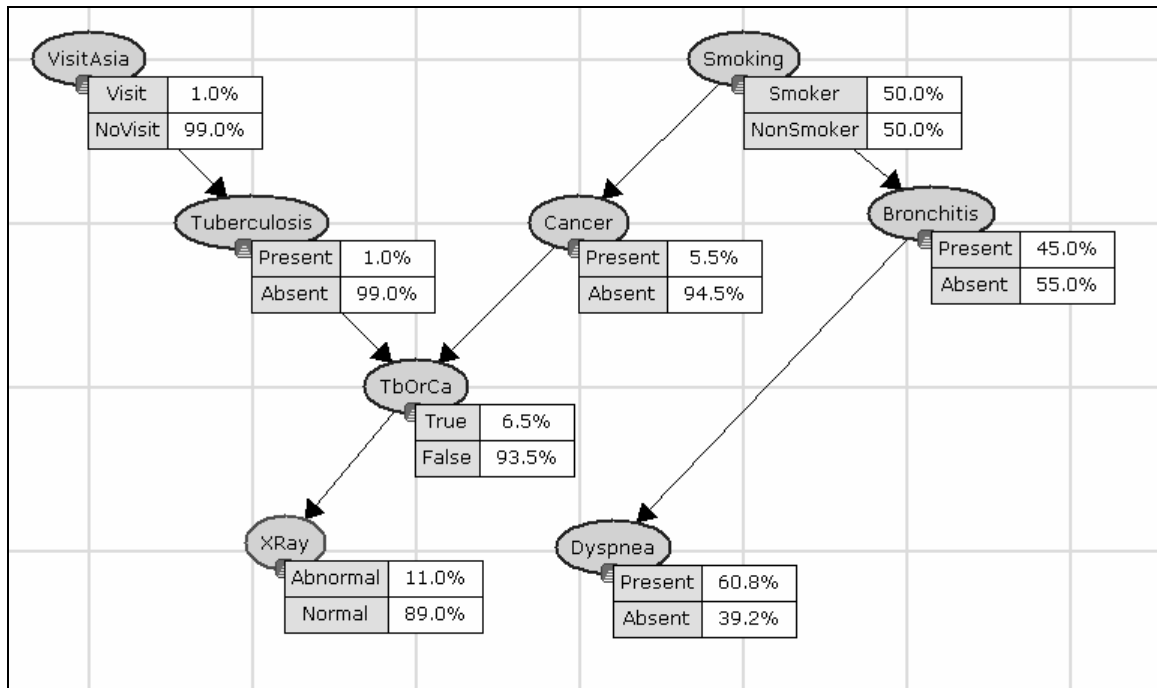 VisitAsia
Visit 1.0%
NoVisit 99.0%
Smoking
Smoker 50.0%
NonSmoker 50.0%
Tuberculosis
Present 1.0%
Absent 99.0%
Cancer
Present 5.5%
Absent 94.5%
Bronchitis
Present 45.0%
Absent 55.0%
TbOrCa
True 6.5%
False 93.5%
XRay
Abnormal 11.0%
Normal 89.0%
Dyspnea
Present 60.8%
Absent 39.2%